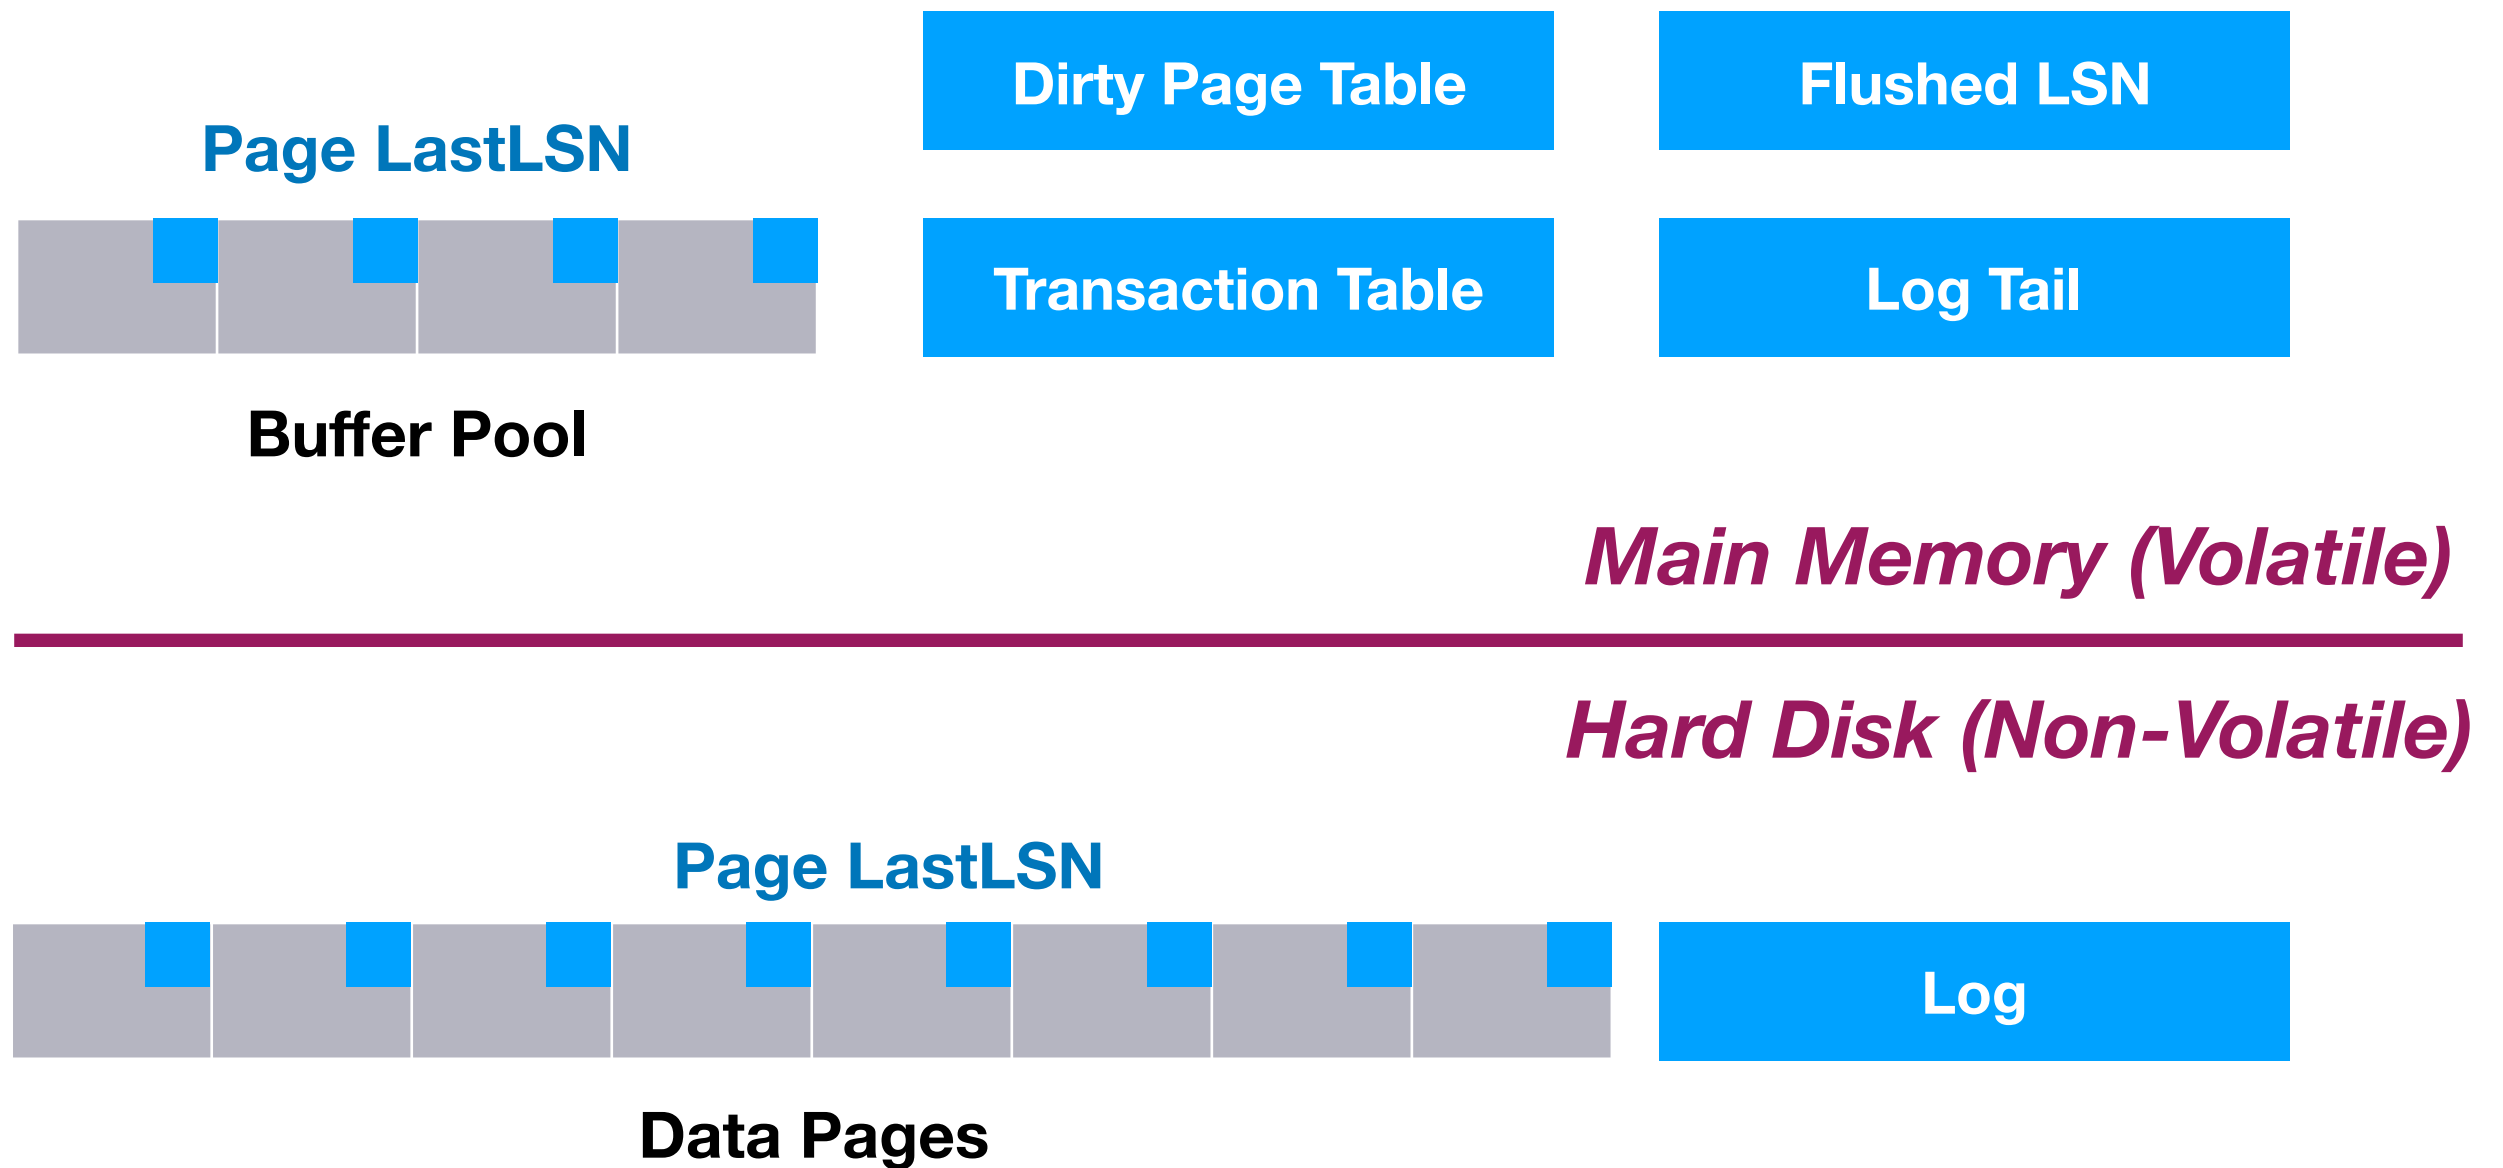 Page LastLSN
Dirty Page Table
Flushed LSN
Transaction Table
Log Tail
Buffer Pool
Main Memory (Volatile)
Hard Disk (Non-Volatile)
Page LastLSN
Log
Data Pages